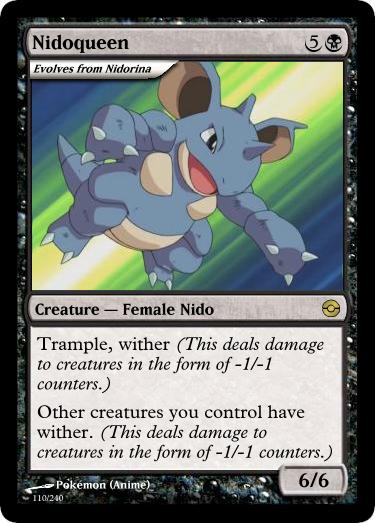 Nidoqueen 5
Evolves from Nidorina
Creature — Female Nido
Trample, wither (This deals damage
to creatures in the form of -1/-1
counters.)
Other creatures you control have
wither. (This deals damage to
creatures in the form of -1/-1 counters.)
6/6
Pokémon (Anime)
110/240